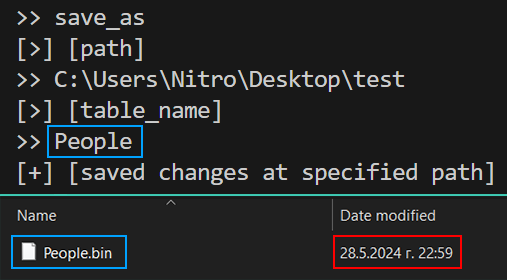 >> save_as
[>] [path]
>> C:\Users\Nitro\Desktop\test
[>] [table_name]
>> People
[+] [saved changes at specified path]
Name Date modified
People.bin 28.5.2024 г. 22:59